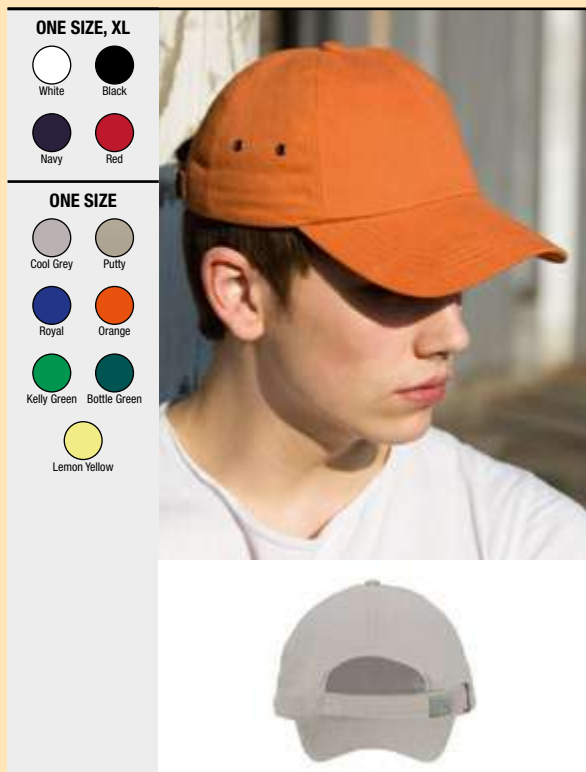 ONE SIZE, XL
White Black
Navy Red
ONE SIZE
Cool Grey Putty
Royal Orange
Kelly Green Bottle Green
Lemon Yellow